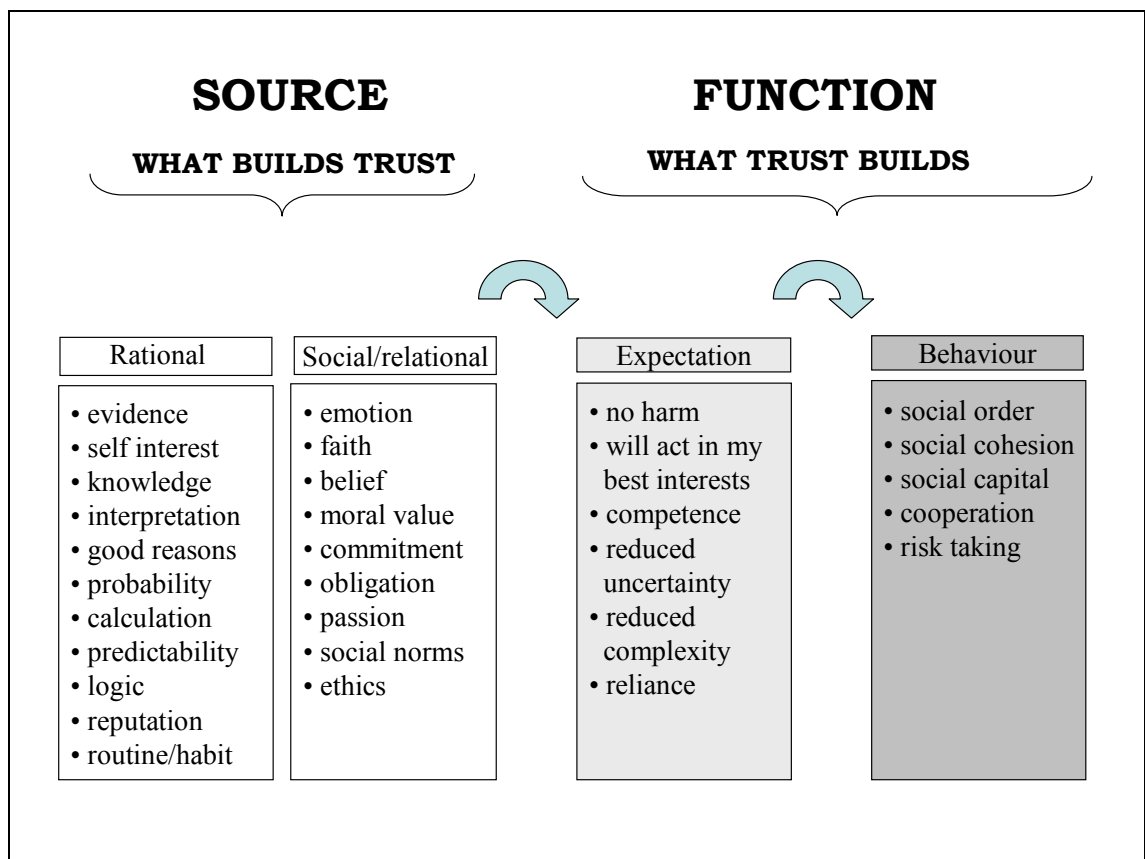 SOURCE
WHAT BUILDS TRUST
FUNCTION
WHAT TRUST BUILDS
Rational
• evidence
• self interest
• knowledge
• interpretation
• good reasons
• probability
• calculation
• predictability
• logic
• reputation
• routine/habit
Social/relational
• emotion
• faith
• belief
• moral value
• commitment
• obligation
• passion
• social norms
• ethics
Expectation
• no harm
• will act in my
best interests
• competence
• reduced
uncertainty
• reduced
complexity
• reliance
Behaviour
• social order
• social cohesion
• social capital
• cooperation
• risk taking